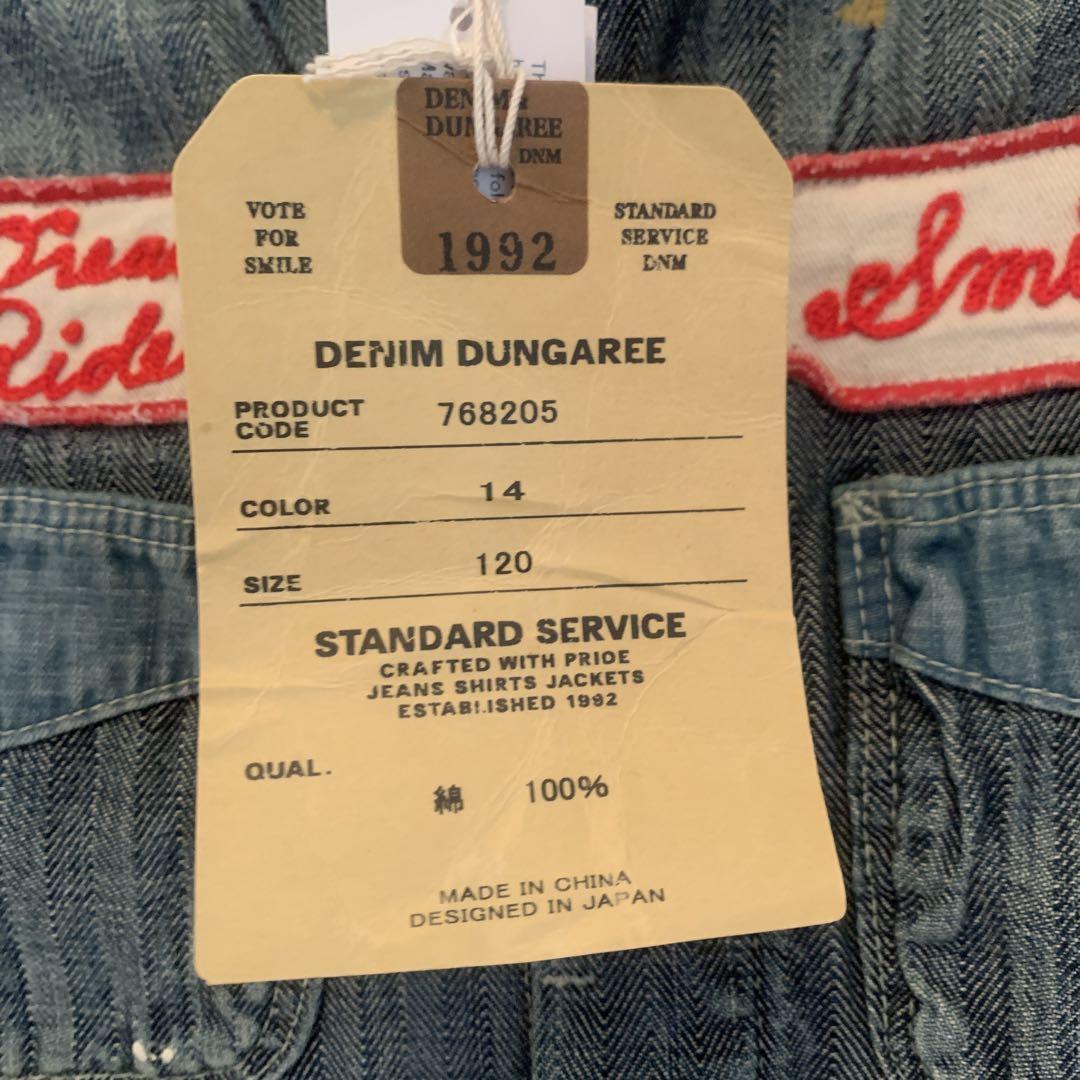 DENIM &
DUNGAREE
DNM
1992
VOTE
FOR
SMILE
STANDARD
SERVICE
DNM
DENIM DUNGAREE
PRODUCT
CODE
768205
COLOR 14
SIZE 120
STANDARD SERVICE
CRAFTED WITH PRIDE
JEANS SHIRTS JACKETS
ESTABLISHED 1992
QUAL.
綿 100%
MADE IN CHINA
DESIGNED IN JAPAN
Smi